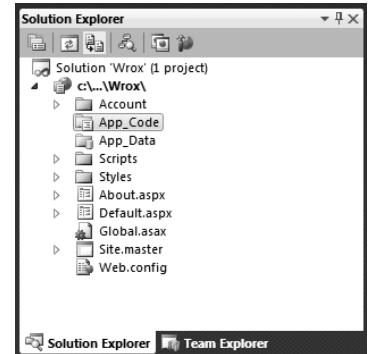 Solution Explorer
Solution 'Wrox' (1 project)
c:\...\Wrox\
Account
App_Code
App_Data
Scripts
Styles
About.aspx
Default.aspx
Global.asax
Site.master
Web.config
Solution Explorer Team Explorer